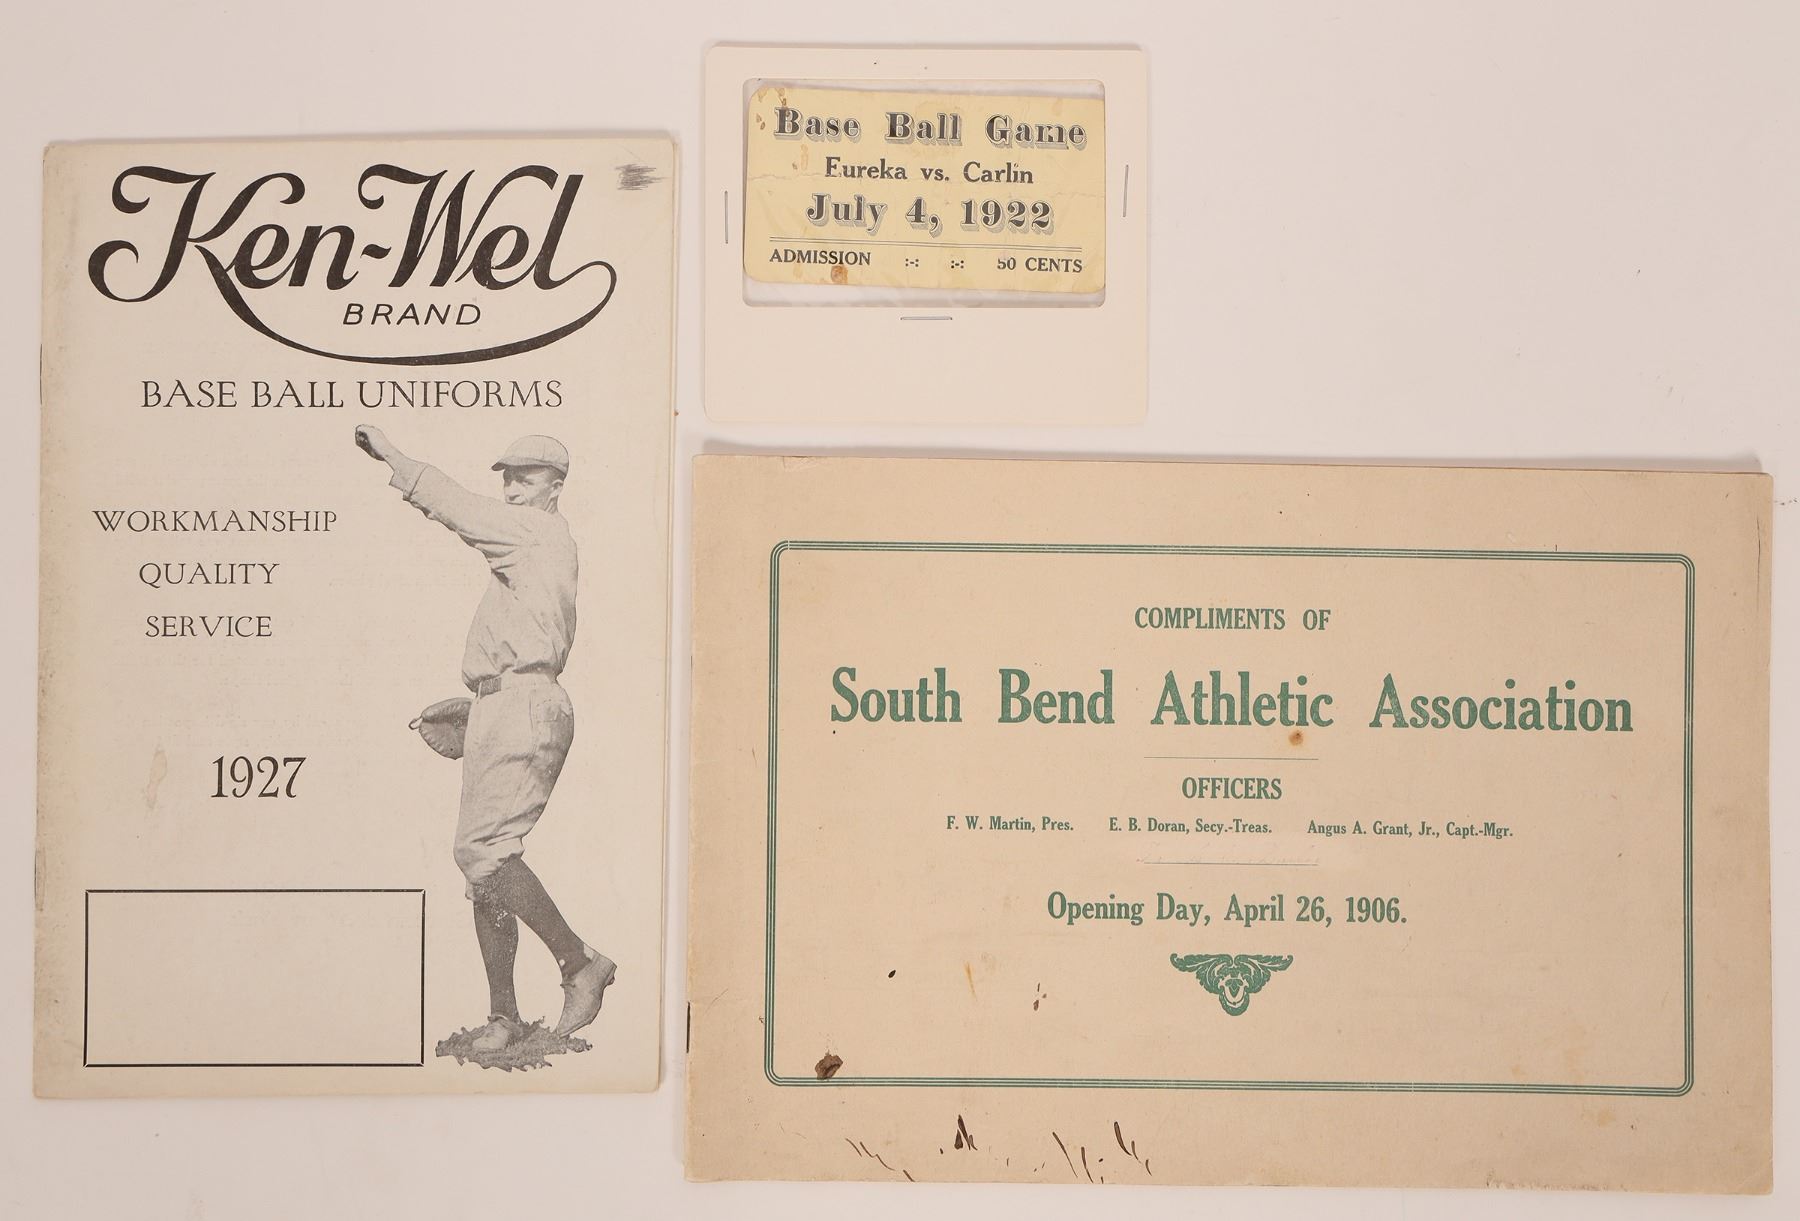 Ken-Wel
BRAND
BASE BALL UNIFORMS
WORKMANSHIP
QUALITY
SERVICE
1927
Base Ball Game
Eureka vs. Carlin
July 4, 1922
ADMISSION :-: :-: 50 CENTS
COMPLIMENTS OF
South Bend Athletic Association
OFFICERS
F. W. Martin, Pres. E. B. Doran, Secy.-Treas. Angus A. Grant, Jr., Capt.-Mgr.
Opening Day, April 26, 1906.